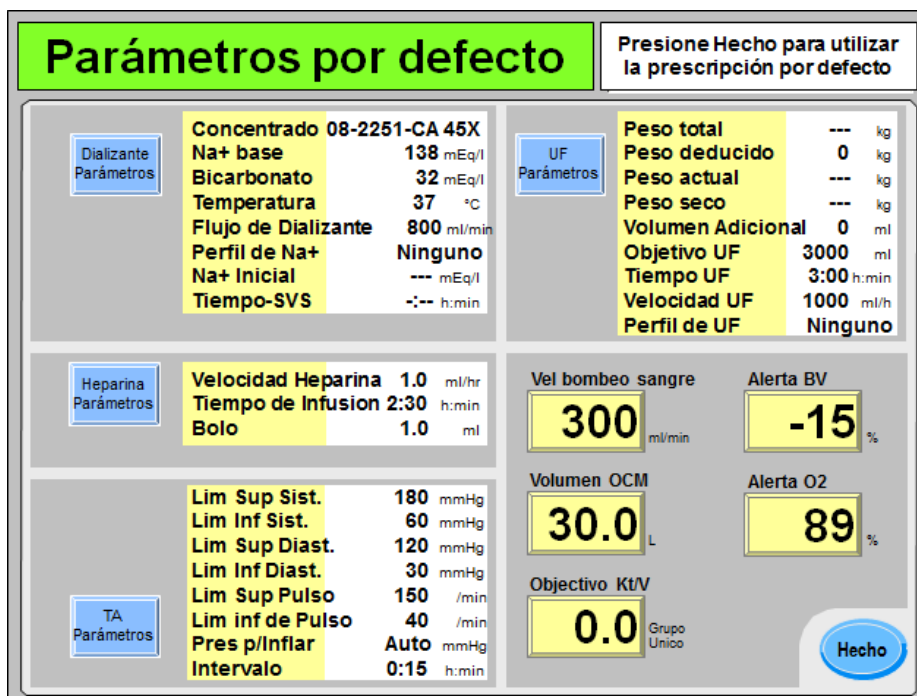 Parámetros por defecto
Presione Hecho para utilizar
la prescripción por defecto
Dializante
Parámetros
Concentrado 08-2251-CA 45X
Na+ base 138 mEq/l
Bicarbonato 32 mEq/l
Temperatura 37 °C
Flujo de Dializante 800 ml/min
Perfil de Na+ Ninguno
Na+ Inicial --- mEq/l
Tiempo-SVS -:-- h:min
UF
Parámetros
Peso total --- kg
Peso deducido 0 kg
Peso actual --- kg
Peso seco --- kg
Volumen Adicional 0 ml
Objetivo UF 3000 ml
Tiempo UF 3:00 h:min
Velocidad UF 1000 ml/h
Perfil de UF Ninguno
Heparina
Parámetros
Velocidad Heparina 1.0 ml/hr
Tiempo de Infusion 2:30 h:min
Bolo 1.0 ml
TA
Parámetros
Lim Sup Sist. 180 mmHg
Lim Inf Sist. 60 mmHg
Lim Sup Diast. 120 mmHg
Lim Inf Diast. 30 mmHg
Lim Sup Pulso 150 /min
Lim inf de Pulso 40 /min
Pres p/Inflar Auto mmHg
Intervalo 0:15 h:min
Vel bombeo sangre
300 ml/min
Alerta BV
-15 %
Volumen OCM
30.0 L
Alerta O2
89 %
Objectivo Kt/V
0.0 Grupo
Unico
Hecho